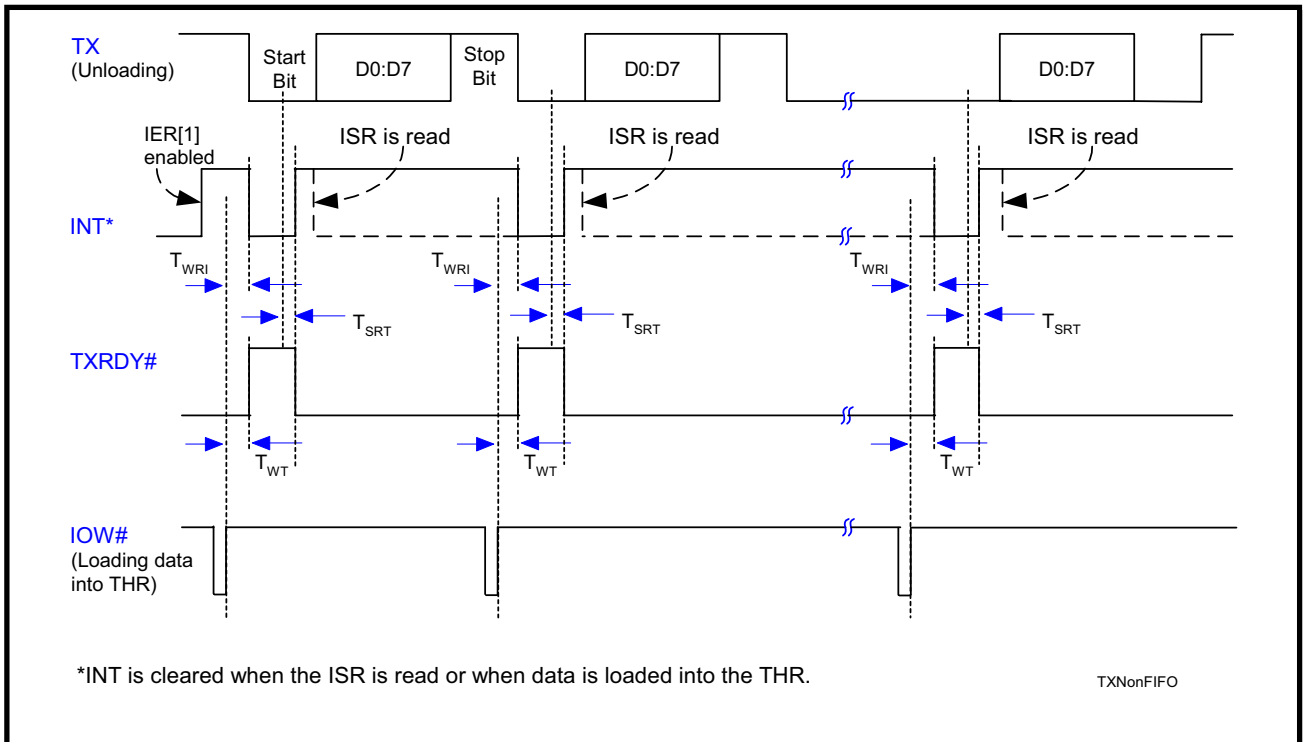 TX
(Unloading)
Start
Bit
D0:D7
Stop
Bit
D0:D7
D0:D7
IER[1]
enabled
ISR is read
ISR is read
ISR is read
INT*
TWRI
TWRI
TWRI
TSRT
TSRT
TSRT
TXRDY#
TWT
TWT
TWT
IOW#
(Loading data
into THR)
*INT is cleared when the ISR is read or when data is loaded into the THR.
TXNonFIFO